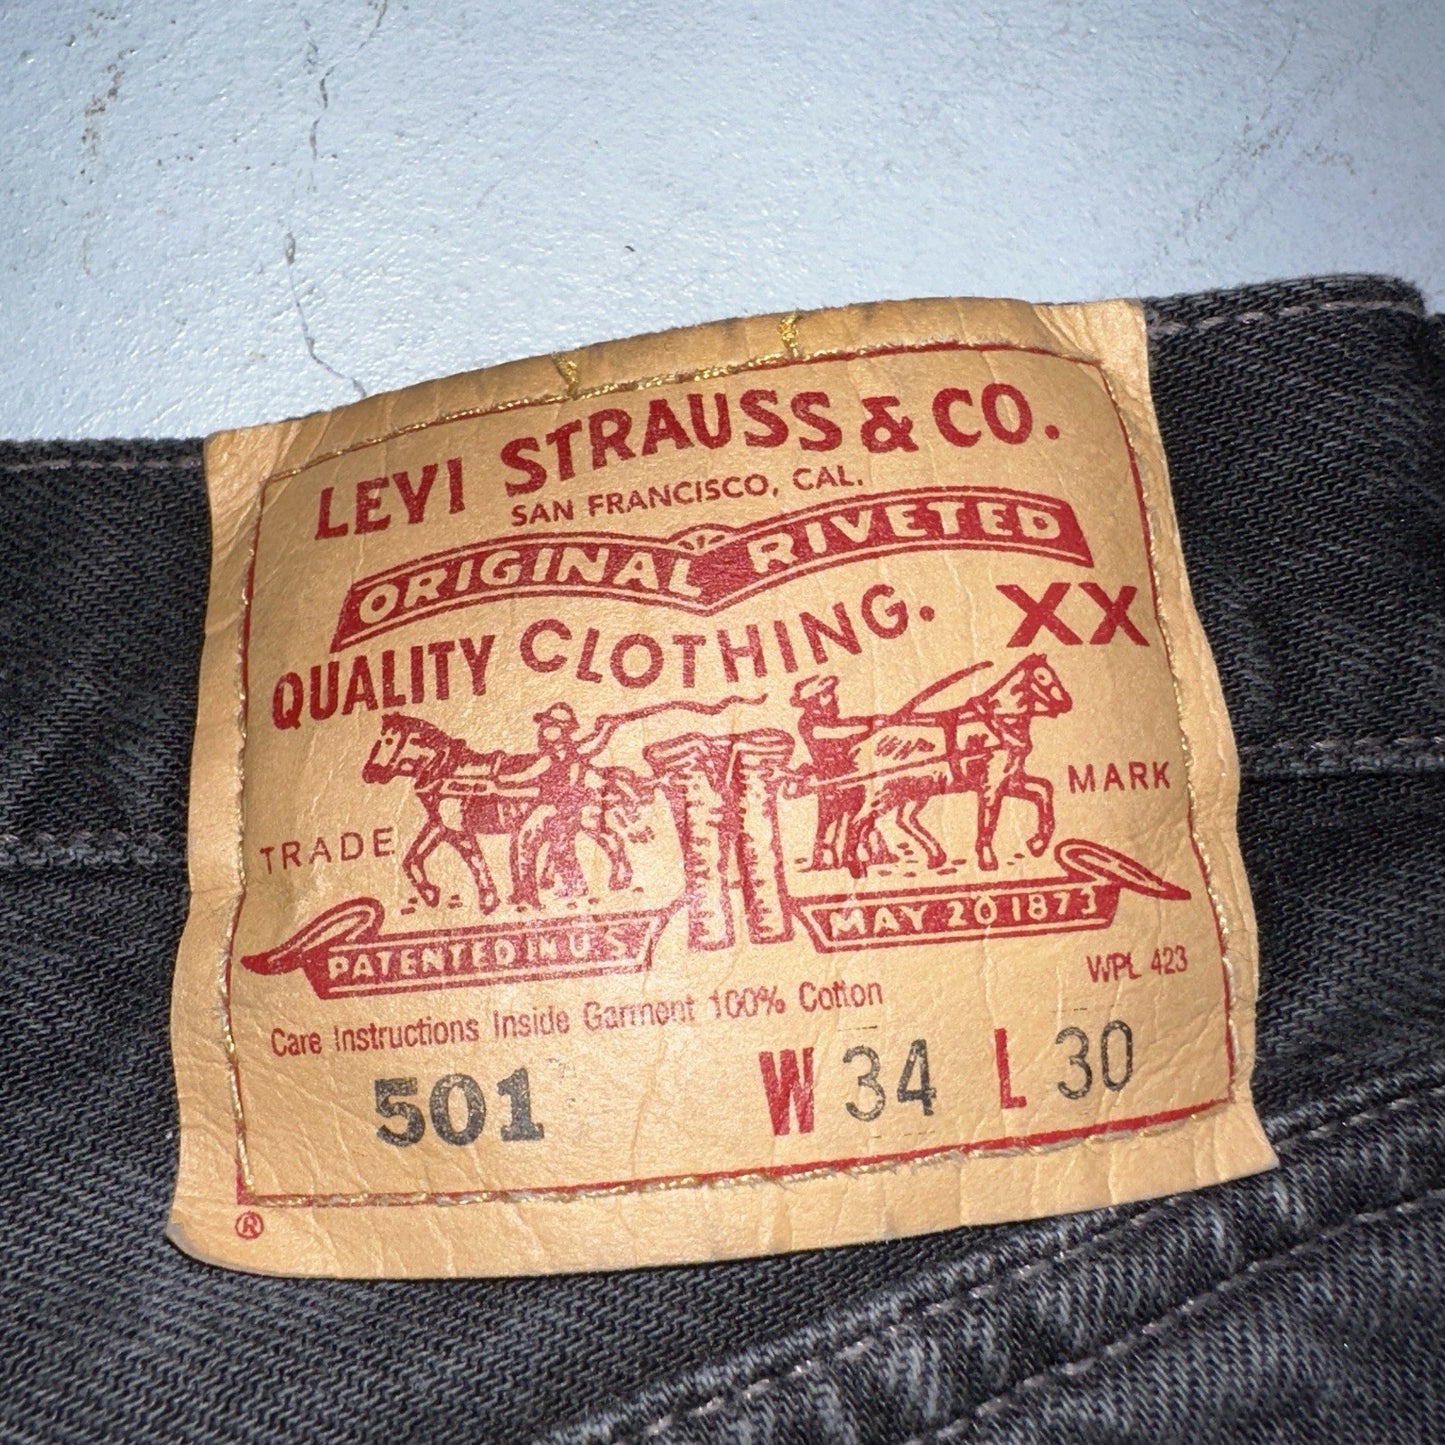 LEVI STRAUSS & CO.
SAN FRANCISCO, CAL.
ORIGINAL RIVETED
QUALITY CLOTHING. XX
TRADE MARK
PATENTED IN U.S. MAY 20 1873
WPL 423
Care Instructions Inside Garment 100% Cotton
501 W 34 L 30
®